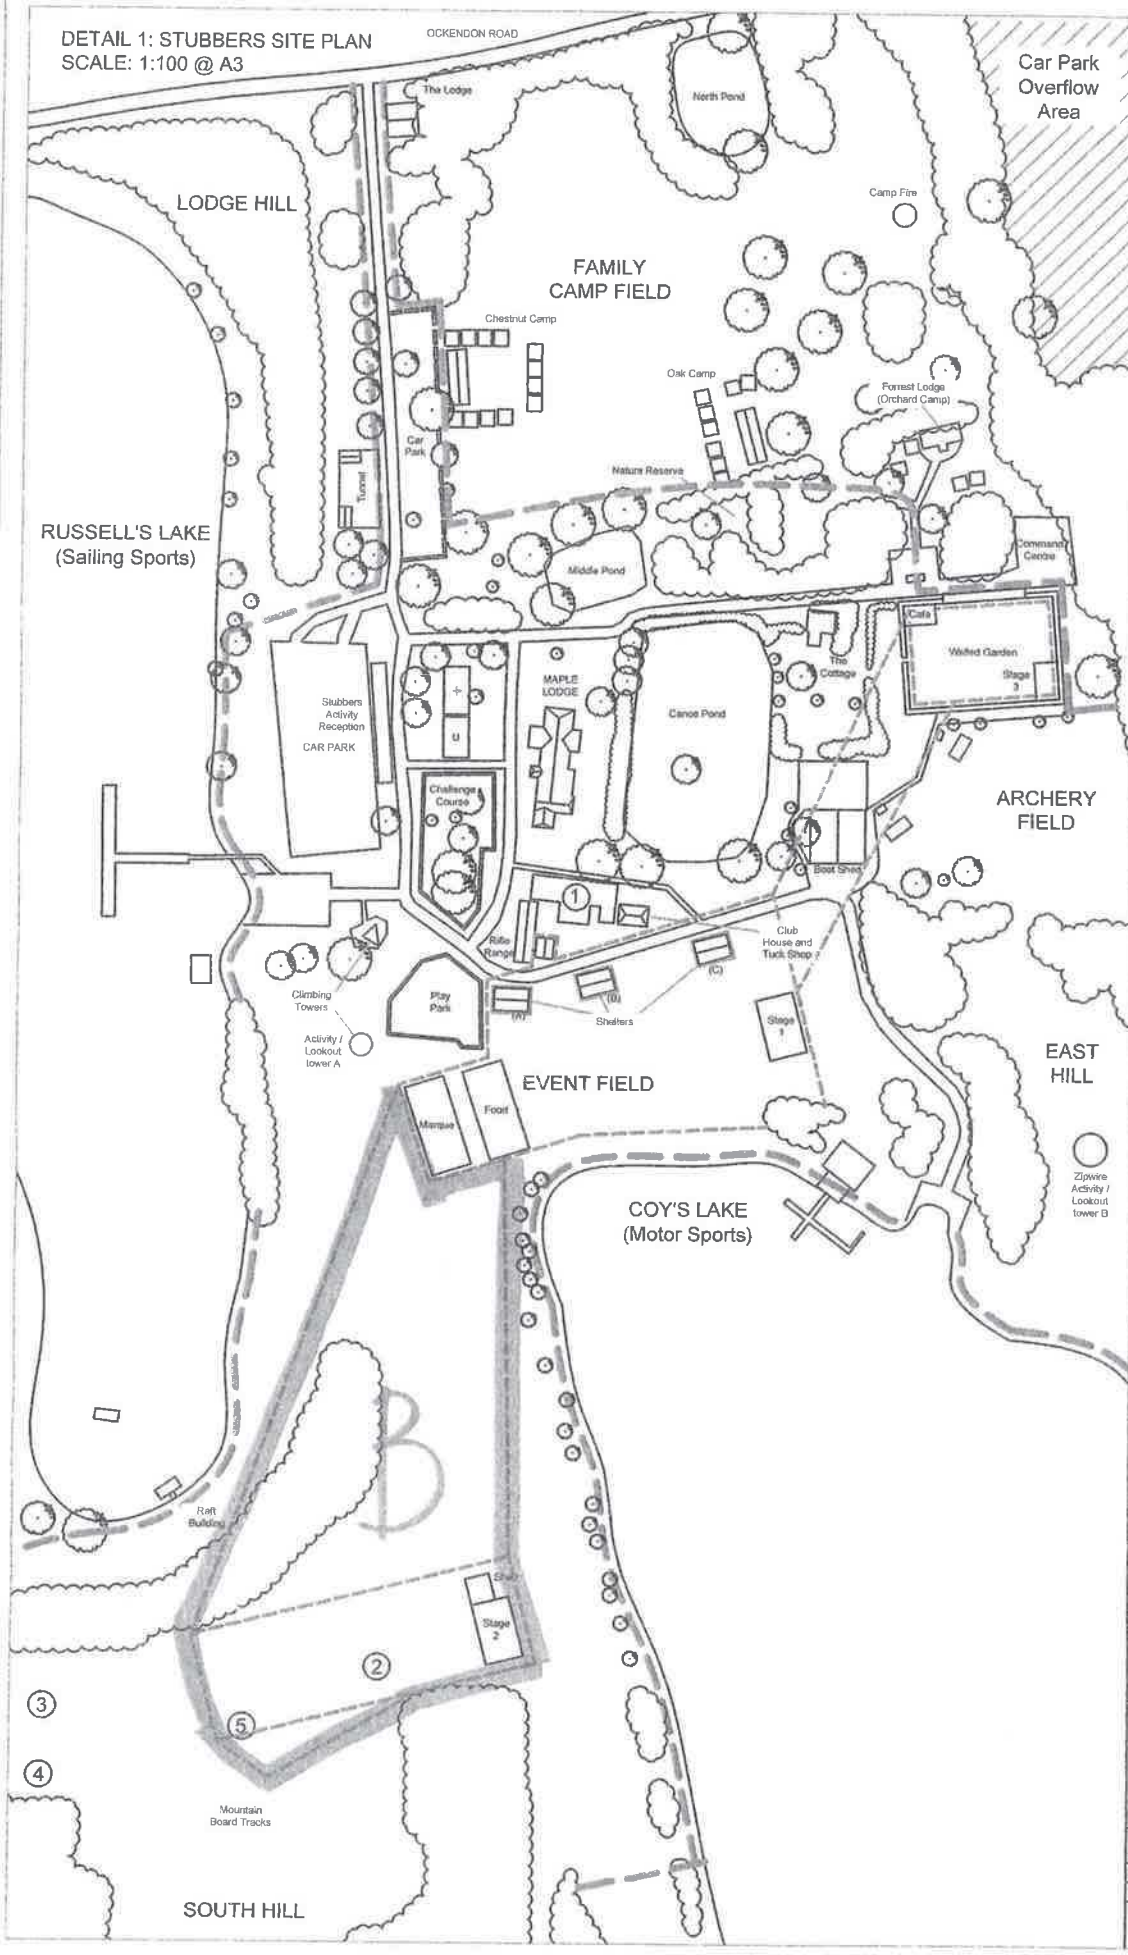 DETAIL 1: STUBBERS SITE PLAN
SCALE: 1:100 @ A3
OCKENDON ROAD
Car Park
Overflow
Area
The Lodge
North Pond
LODGE HILL
Camp Fire
FAMILY
CAMP FIELD
Chestnut Camp
Oak Camp
Forrest Lodge
(Orchard Camp)
Car
Park
Tunnel
Nature Reserve
RUSSELL'S LAKE
(Sailing Sports)
Middle Pond
Command
Centre
Cafe
Walled Garden
Stage
3
The
Cottage
MAPLE
LODGE
Canoe Pond
Stubbers
Activity
Reception
CAR PARK
Challenge
Course
ARCHERY
FIELD
Boat Shed
1
Rifle
Range
Club
House and
Tuck Shop
(C)
(B)
(A)
Shelters
Climbing
Towers
Play
Park
Activity /
Lookout
tower A
Stage
1
EAST
HILL
EVENT FIELD
Marque
Food
Zipwire
Activity /
Lookout
tower B
COY'S LAKE
(Motor Sports)
B
Raft
Building
Stage
2
2
3
5
4
Mountain
Board Tracks
SOUTH HILL